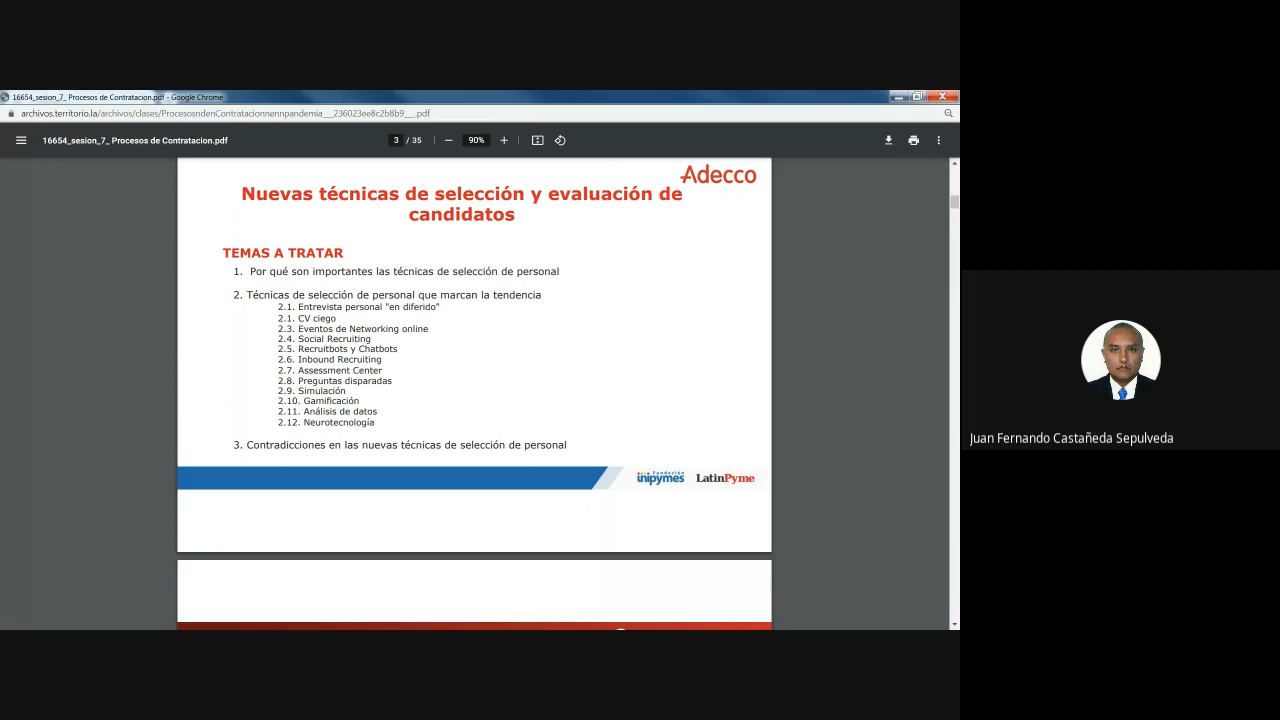 16654_sesion_7_ Procesos de Contratacion.pdf - Google Chrome
archivos.territorio.la/archivos/clases/ProcesosndenContratacionnennpandemia___236023ee8c2b8b9__.pdf
16654_sesion_7_ Procesos de Contratacion.pdf
3 / 35
90%
Adecco
Nuevas técnicas de selección y evaluación de
candidatos
TEMAS A TRATAR
1. Por qué son importantes las técnicas de selección de personal
2. Técnicas de selección de personal que marcan la tendencia
2.1. Entrevista personal "en diferido"
2.1. CV ciego
2.3. Eventos de Networking online
2.4. Social Recruiting
2.5. Recruitbots y Chatbots
2.6. Inbound Recruiting
2.7. Assessment Center
2.8. Preguntas disparadas
2.9. Simulación
2.10. Gamificación
2.11. Análisis de datos
2.12. Neurotecnología
3. Contradicciones en las nuevas técnicas de selección de personal
Fundación
unipymes
LatinPyme
Juan Fernando Castañeda Sepulveda